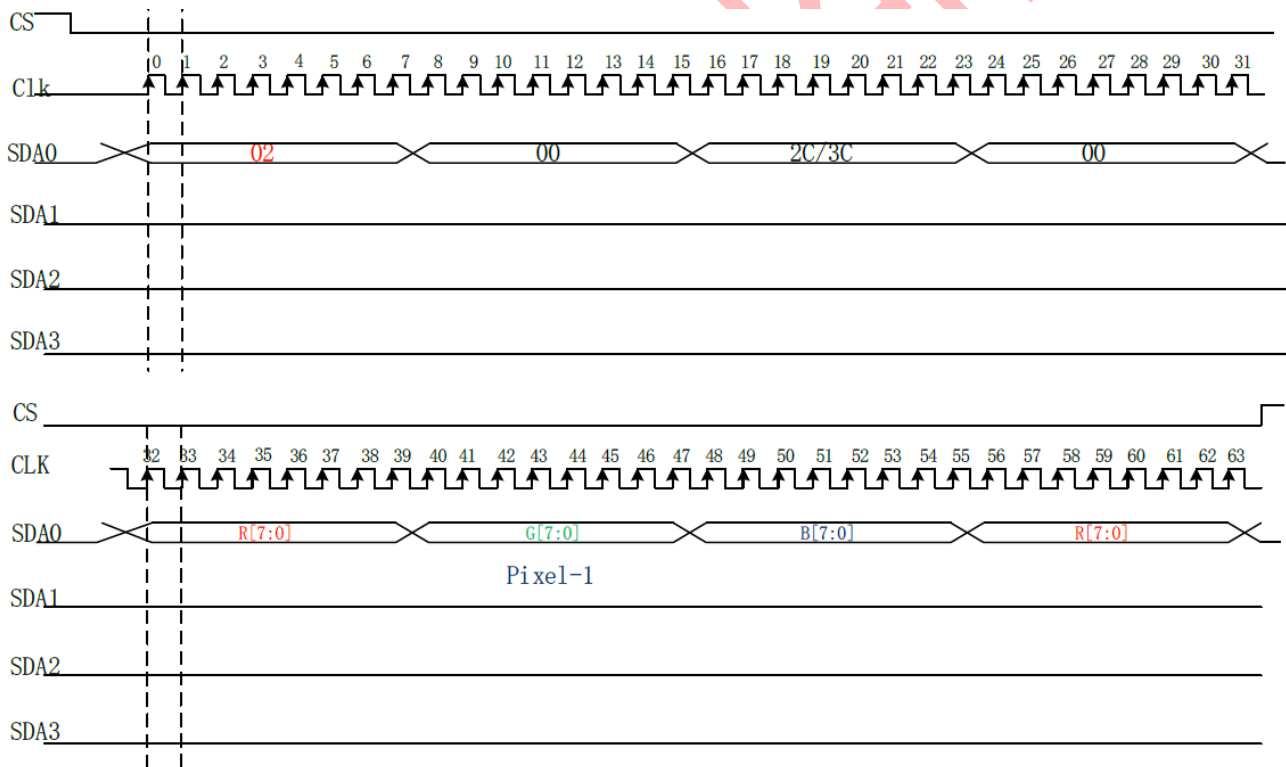 CS
Clk 0 1 2 3 4 5 6 7 8 9 10 11 12 13 14 15 16 17 18 19 20 21 22 23 24 25 26 27 28 29 30 31
SDA0 02 00 2C/3C 00
SDA1
SDA2
SDA3
CS
CLK 32 33 34 35 36 37 38 39 40 41 42 43 44 45 46 47 48 49 50 51 52 53 54 55 56 57 58 59 60 61 62 63
SDA0 R[7:0] G[7:0] B[7:0] R[7:0]
Pixel-1
SDA1
SDA2
SDA3